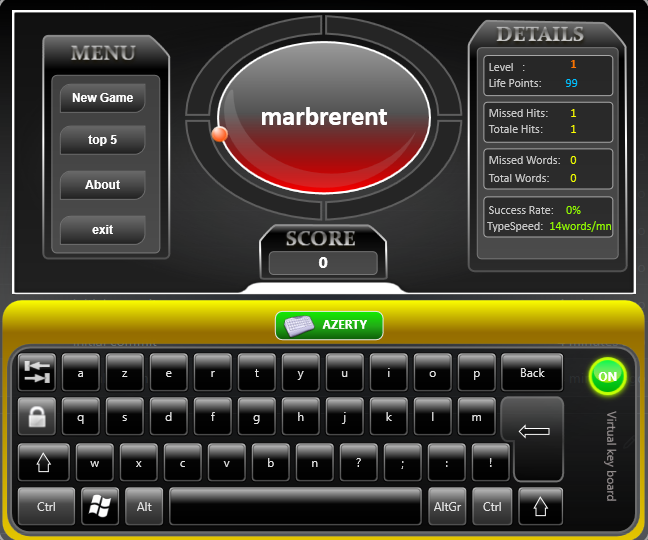 MENU
New Game
top 5
About
exit
marbrerent
SCORE
0
DETAILS
Level : 1
Life Points: 99
Missed Hits: 1
Totale Hits: 1
Missed Words: 0
Total Words: 0
Success Rate: 0%
TypeSpeed: 14words/mn
AZERTY
a z e r t y u i o p Back
ON
q s d f g h j k l m
w x c v b n ? ; : !
Ctrl Alt AltGr Ctrl
Virtual key board